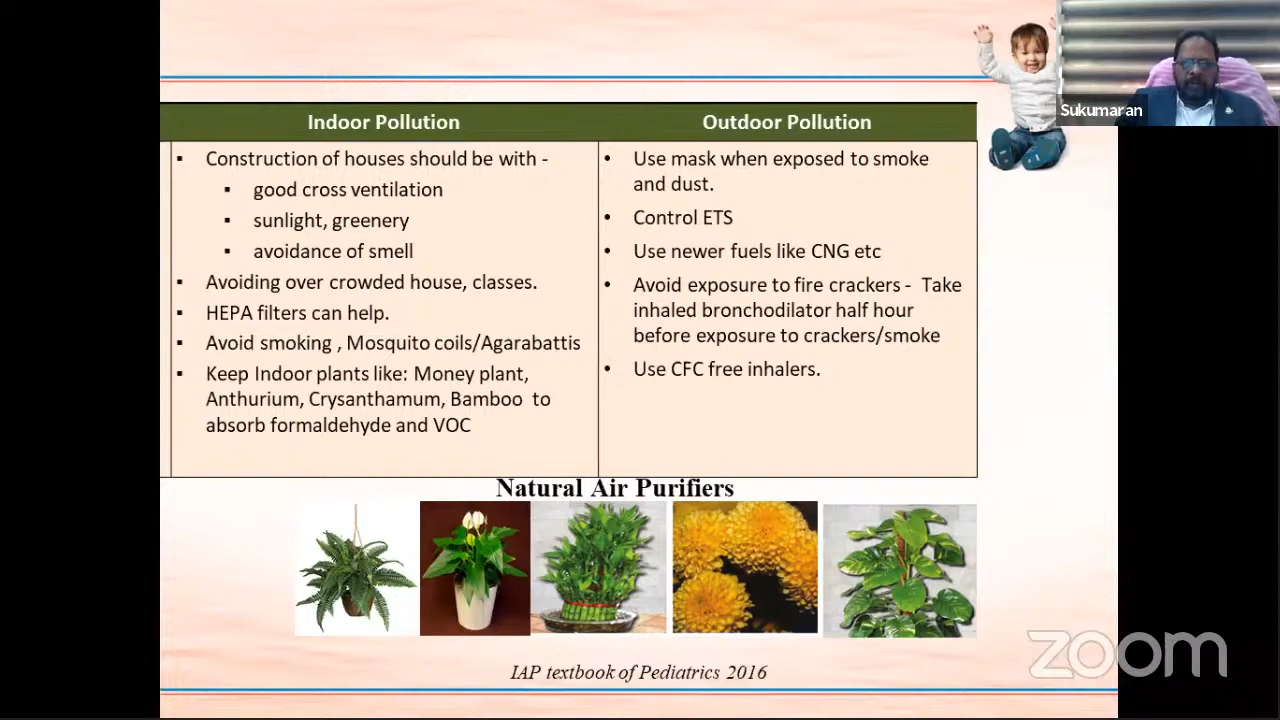 Sukumaran
Indoor Pollution
Outdoor Pollution
▪ Construction of houses should be with -
▪ good cross ventilation
▪ sunlight, greenery
▪ avoidance of smell
▪ Avoiding over crowded house, classes.
▪ HEPA filters can help.
▪ Avoid smoking , Mosquito coils/Agarabattis
▪ Keep Indoor plants like: Money plant,
Anthurium, Crysanthamum, Bamboo to
absorb formaldehyde and VOC
• Use mask when exposed to smoke
and dust.
• Control ETS
• Use newer fuels like CNG etc
• Avoid exposure to fire crackers - Take
inhaled bronchodilator half hour
before exposure to crackers/smoke
• Use CFC free inhalers.
Natural Air Purifiers
IAP textbook of Pediatrics 2016
zoom